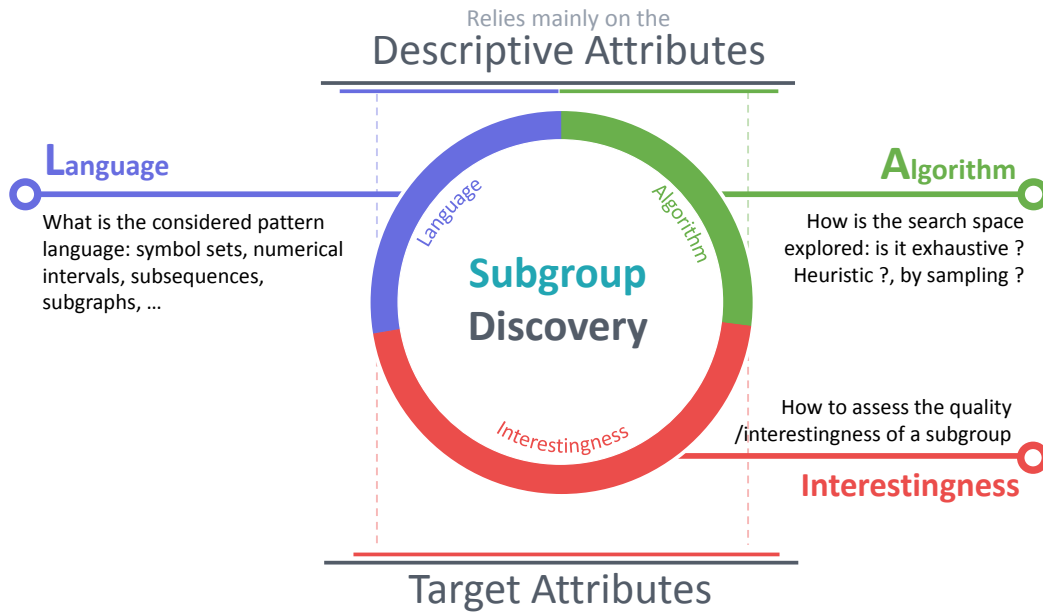 Relies mainly on the
Descriptive Attributes
Language
What is the considered pattern
language: symbol sets, numerical
intervals, subsequences,
subgraphs, ...
Algorithm
How is the search space
explored: is it exhaustive ?
Heuristic ?, by sampling ?
Language
Algorithm
Subgroup
Discovery
Interestingness
How to assess the quality
/interestingness of a subgroup
Interestingness
Target Attributes